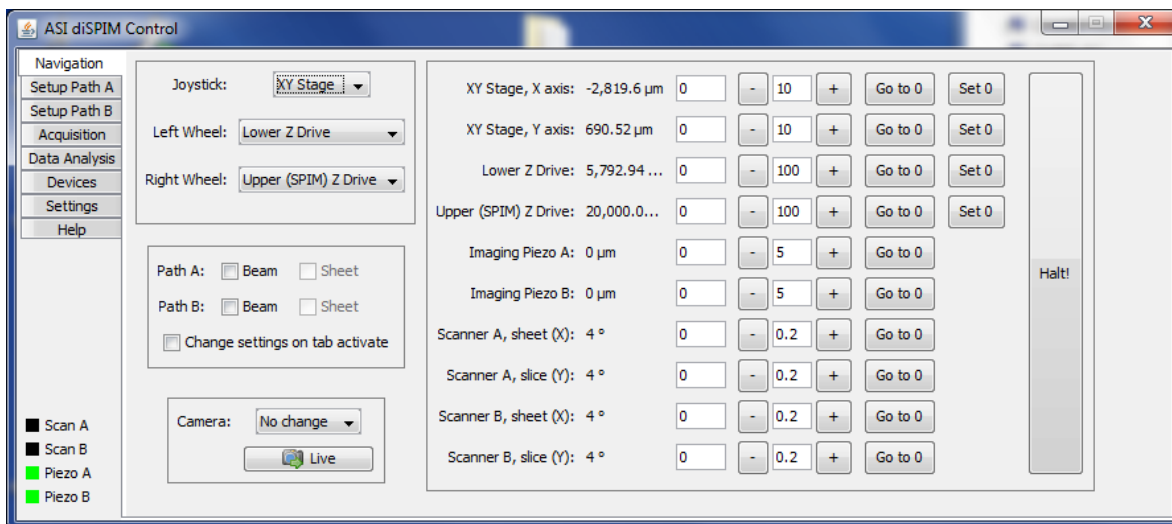 ASI diSPIM Control
Navigation
Setup Path A
Setup Path B
Acquisition
Data Analysis
Devices
Settings
Help
Scan A
Scan B
Piezo A
Piezo B
Joystick: XY Stage
Left Wheel: Lower Z Drive
Right Wheel: Upper (SPIM) Z Drive
Path A: Beam Sheet
Path B: Beam Sheet
Change settings on tab activate
Camera: No change
Live
XY Stage, X axis: -2,819.6 µm 0 - 10 + Go to 0 Set 0
XY Stage, Y axis: 690.52 µm 0 - 10 + Go to 0 Set 0
Lower Z Drive: 5,792.94 ... 0 - 100 + Go to 0 Set 0
Upper (SPIM) Z Drive: 20,000.0... 0 - 100 + Go to 0 Set 0
Imaging Piezo A: 0 µm 0 - 5 + Go to 0
Imaging Piezo B: 0 µm 0 - 5 + Go to 0
Scanner A, sheet (X): 4 ° 0 - 0.2 + Go to 0
Scanner A, slice (Y): 4 ° 0 - 0.2 + Go to 0
Scanner B, sheet (X): 4 ° 0 - 0.2 + Go to 0
Scanner B, slice (Y): 4 ° 0 - 0.2 + Go to 0
Halt!